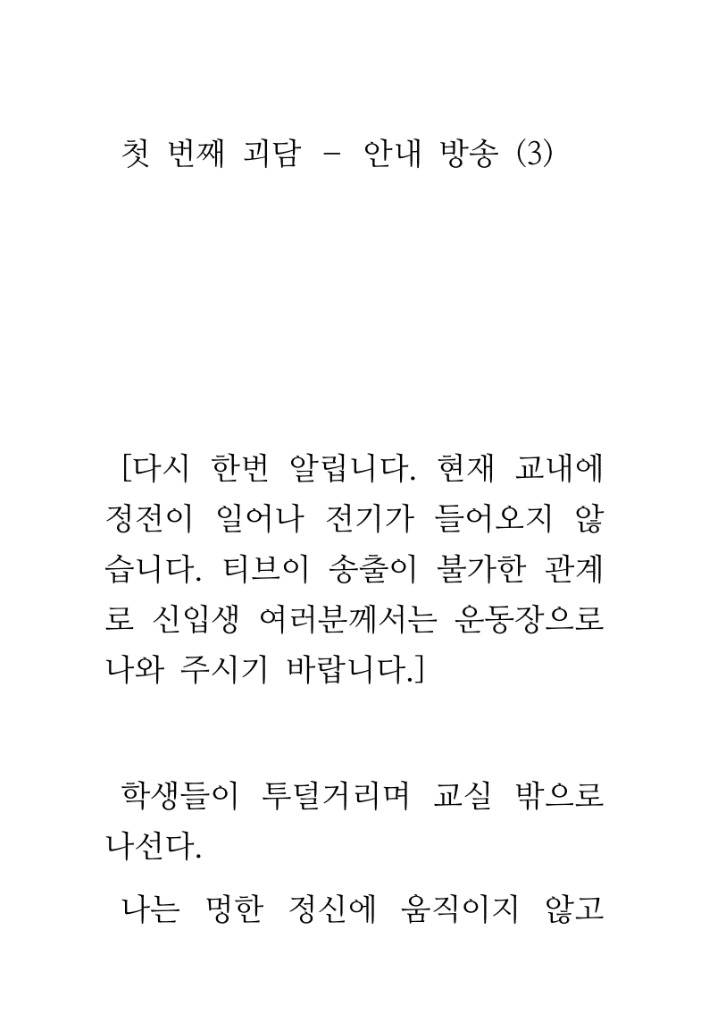 첫 번째 괴담 – 안내 방송 (3)
[다시 한번 알립니다. 현재 교내에
정전이 일어나 전기가 들어오지 않
습니다. 티브이 송출이 불가한 관계
로 신입생 여러분께서는 운동장으로
나와 주시기 바랍니다.]
학생들이 투덜거리며 교실 밖으로
나선다.
나는 멍한 정신에 움직이지 않고